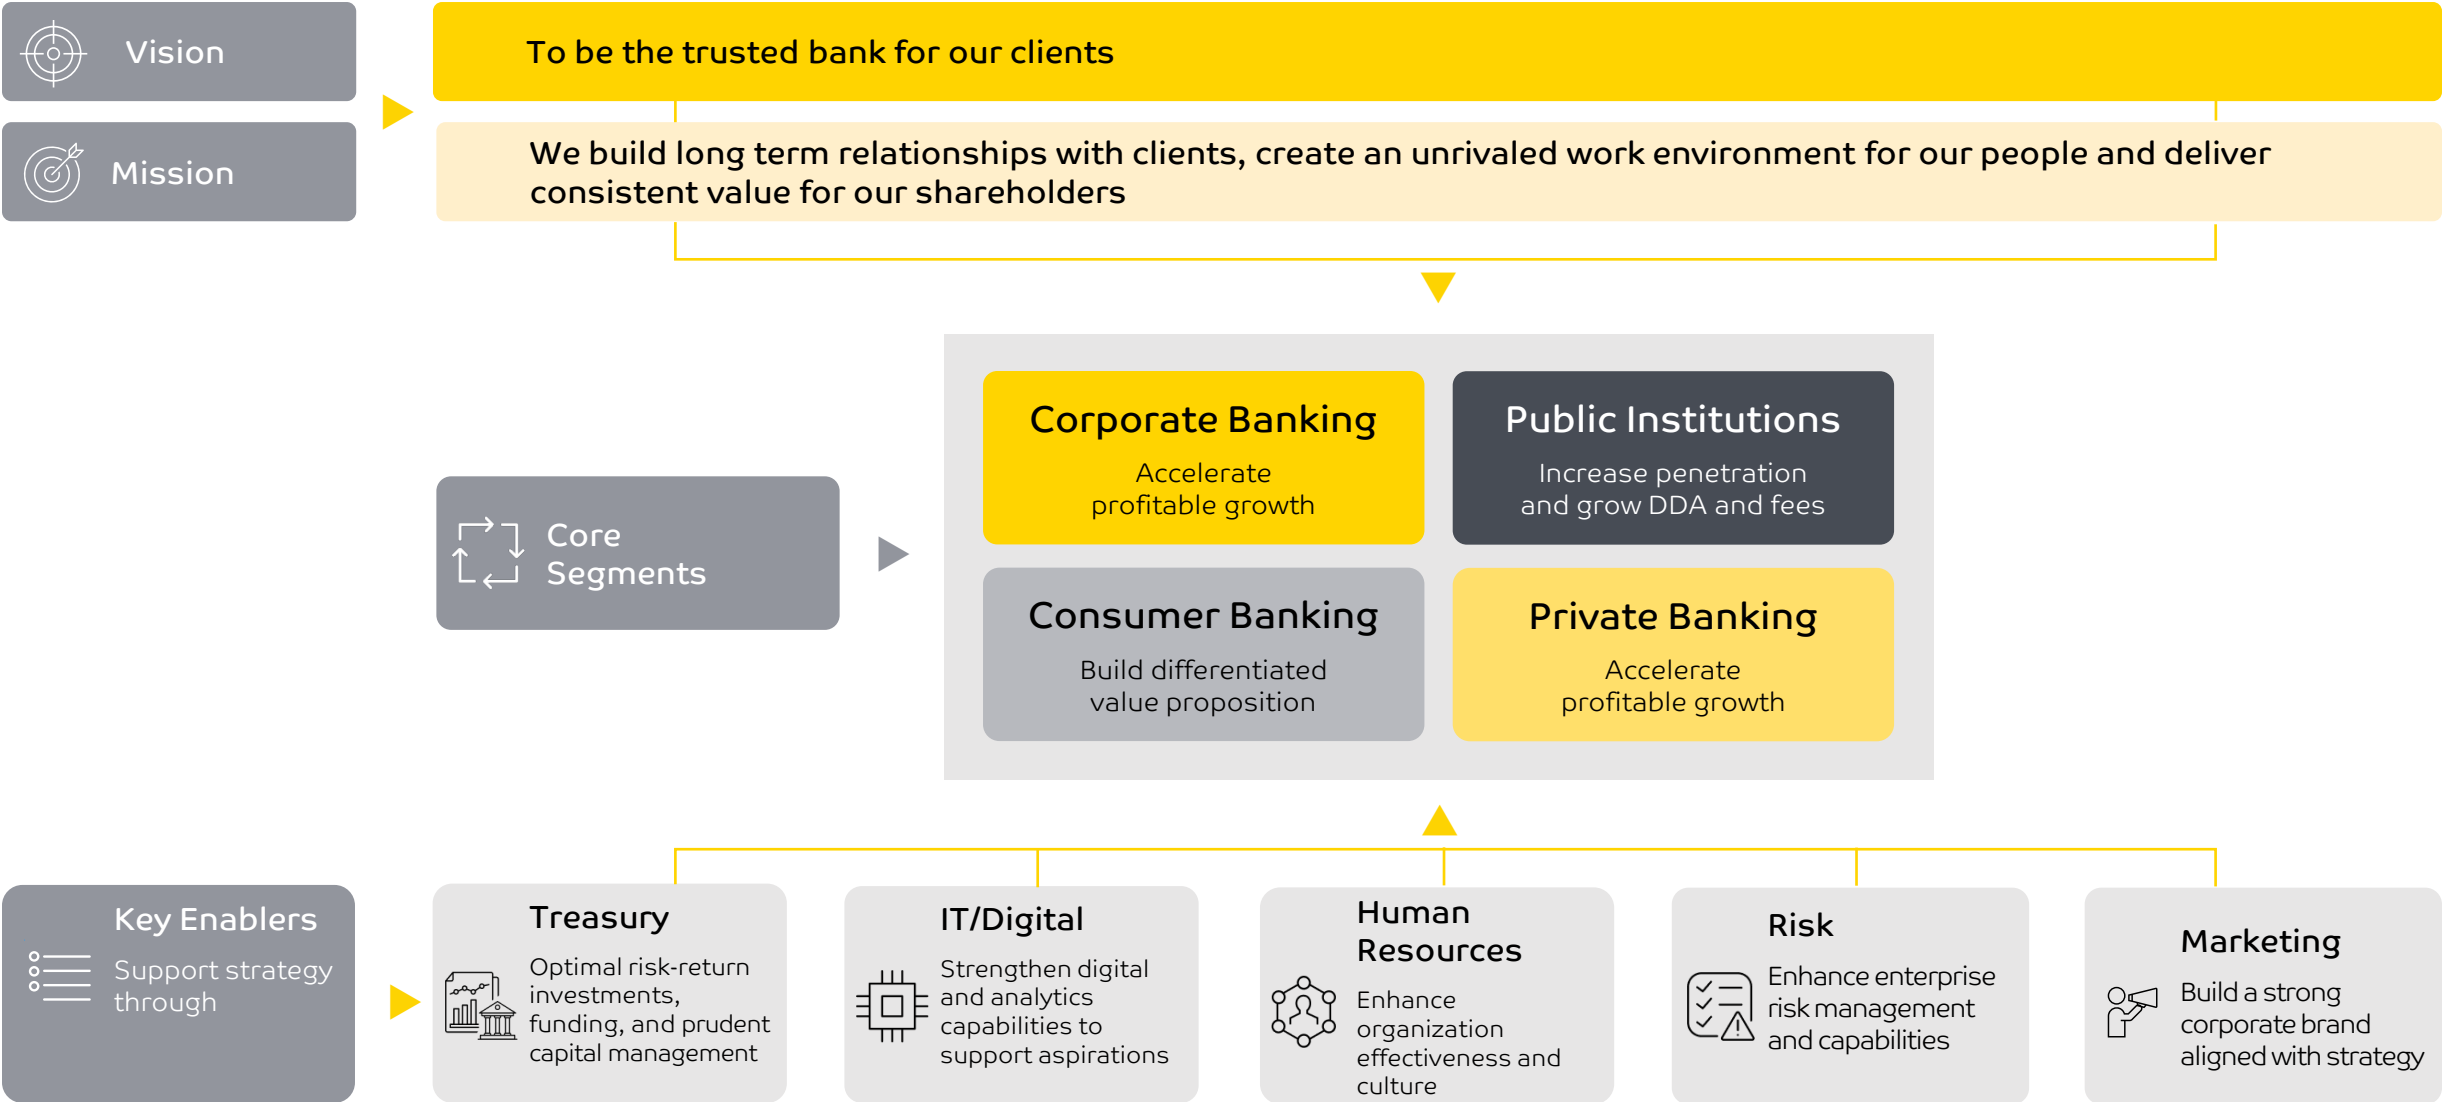 Vision
To be the trusted bank for our clients
Mission
We build long term relationships with clients, create an unrivaled work environment for our people and deliver
consistent value for our shareholders
Core
Segments
Corporate Banking
Accelerate
profitable growth
Public Institutions
Increase penetration
and grow DDA and fees
Consumer Banking
Build differentiated
value proposition
Private Banking
Accelerate
profitable growth
Key Enablers
Support strategy
through
Treasury
Optimal risk-return
investments,
funding, and prudent
capital management
IT/Digital
Strengthen digital
and analytics
capabilities to
support aspirations
Human
Resources
Enhance
organization
effectiveness and
culture
Risk
Enhance enterprise
risk management
and capabilities
Marketing
Build a strong
corporate brand
aligned with strategy